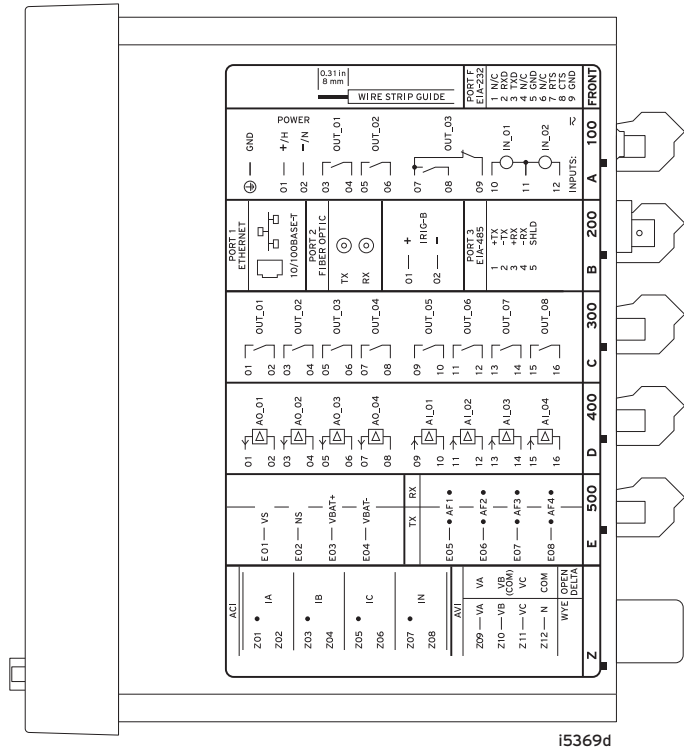 0.31 in
8 mm
WIRE STRIP GUIDE
PORT F
EIA-232
1 N/C
2 RXD
3 TXD
4 N/C
5 GND
6 N/C
7 RTS
8 CTS
9 GND
FRONT
POWER
GND
01 +/H
02 –/N
03
04
OUT_01
05
06
OUT_02
07
08
09
OUT_03
10
11
12
IN_01
IN_02
INPUTS:
A 100
PORT 1
ETHERNET
10/100BASE-T
PORT 2
FIBER OPTIC
TX
RX
01 +
02 –
IRIG-B
PORT 3
EIA-485
1 +TX
2 -TX
3 +RX
4 -RX
5 SHLD
B 200
01
02
OUT_01
03
04
OUT_02
05
06
OUT_03
07
08
OUT_04
09
10
OUT_05
11
12
OUT_06
13
14
OUT_07
15
16
OUT_08
C 300
01
02
AO_01
03
04
AO_02
05
06
AO_03
07
08
AO_04
09
10
AI_01
11
12
AI_02
13
14
AI_03
15
16
AI_04
D 400
E01 VS
E02 NS
E03 VBAT+
E04 VBAT-
TX RX
E05 AF1
E06 AF2
E07 AF3
E08 AF4
E 500
ACI
Z01
Z02
IA
Z03
Z04
IB
Z05
Z06
IC
Z07
Z08
IN
AVI
Z09 VA VA
Z10 VB VB
(COM)
Z11 VC VC
Z12 N COM
WYE OPEN
DELTA
Z
i5369d